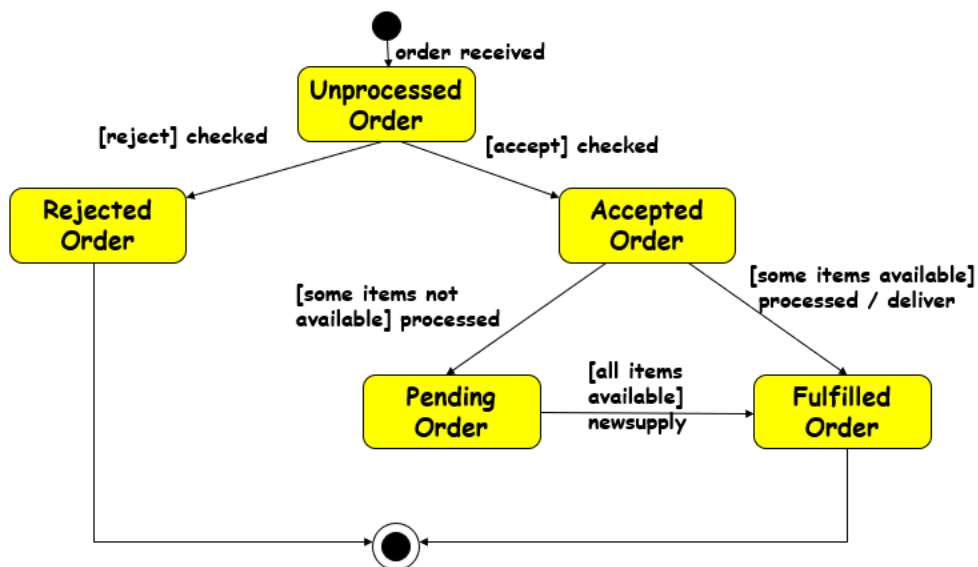 order received
Unprocessed
Order
[reject] checked
[accept] checked
Rejected
Order
Accepted
Order
[some items not
available] processed
[some items available]
processed / deliver
Pending
Order
[all items
available]
newsupply
Fulfilled
Order